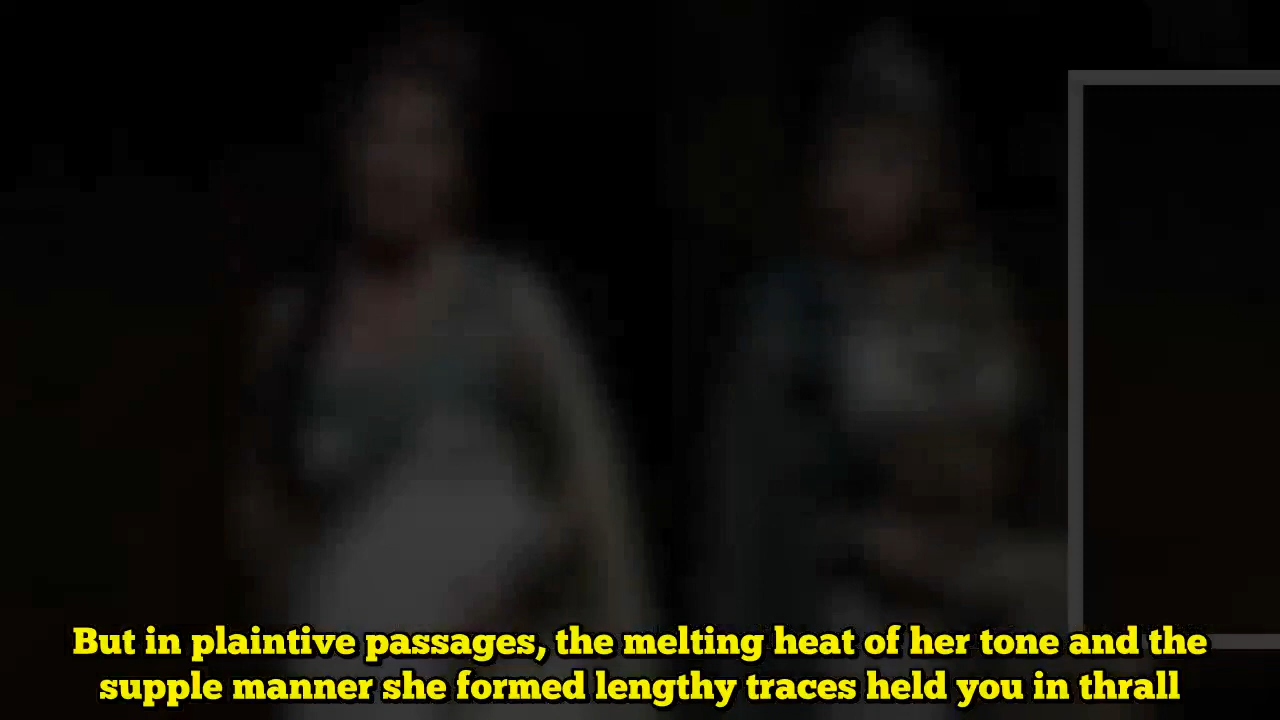 But in plaintive passages, the melting heat of her tone and the
supple manner she formed lengthy traces held you in thrall